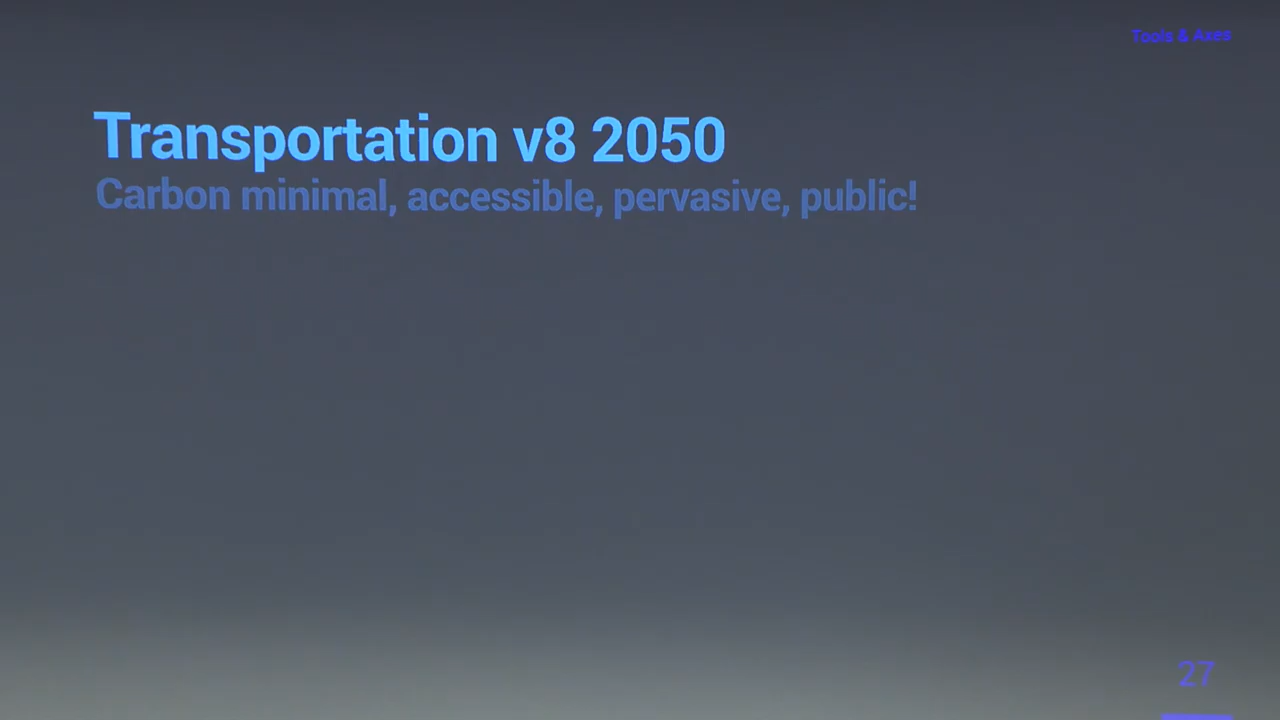 Tools & Axes
Transportation v8 2050
Carbon minimal, accessible, pervasive, public!
27